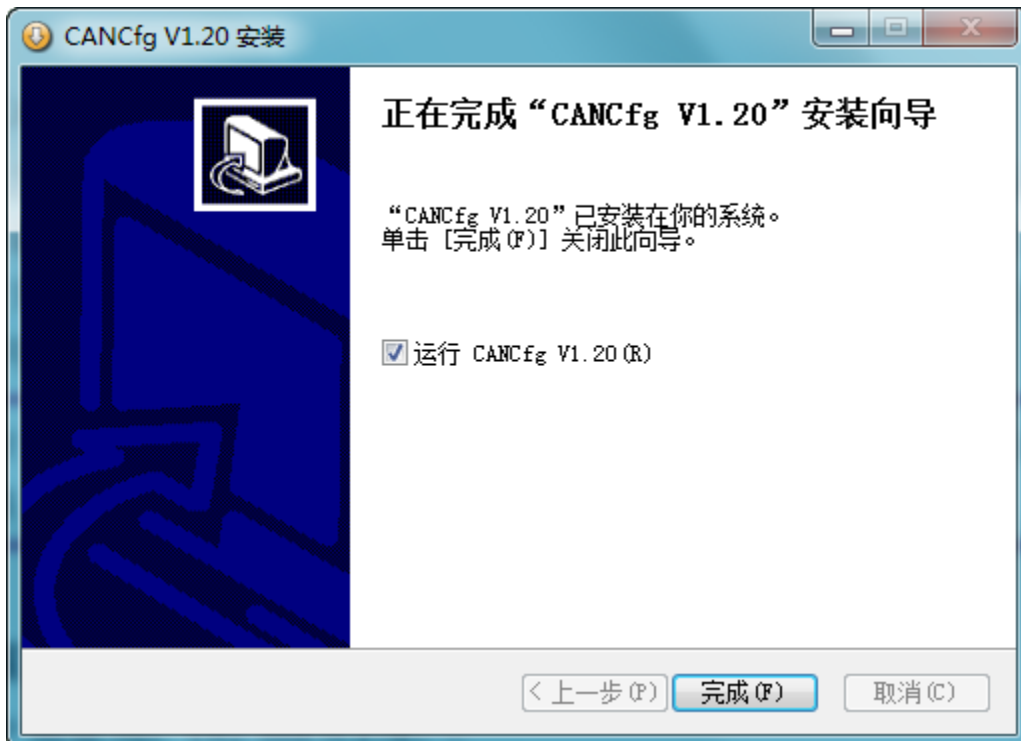 CANCfg V1.20 安装
正在完成“CANCfg V1.20”安装向导
“CANCfg V1.20”已安装在你的系统。
单击 [完成(F)] 关闭此向导。
运行 CANCfg V1.20(R)
< 上一步(P) 完成(F) 取消(C)